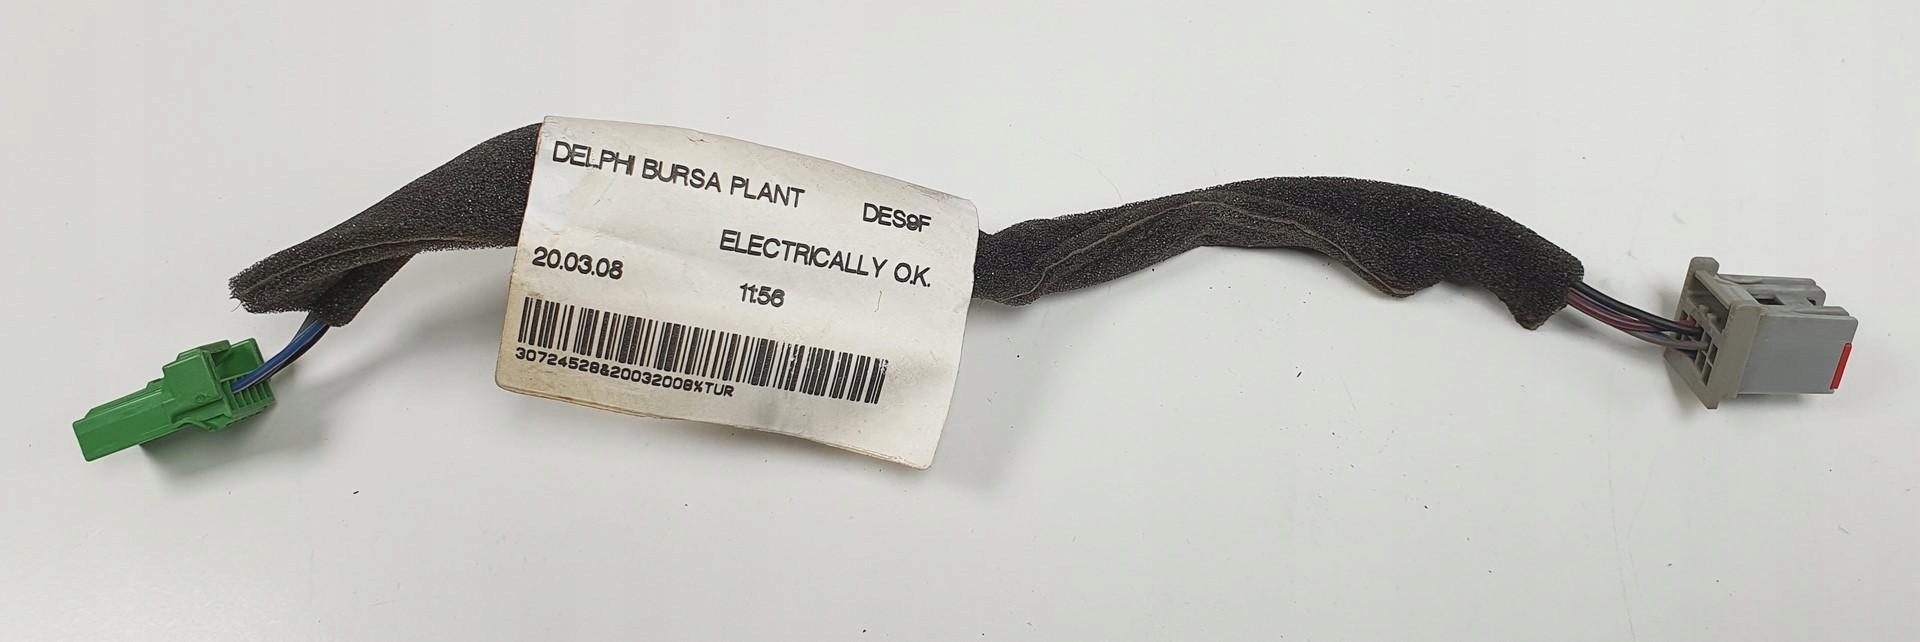 DELPHI BURSA PLANT
DES9F
ELECTRICALLY O.K.
20.03.08
11:56
30724528&20032008%TUR